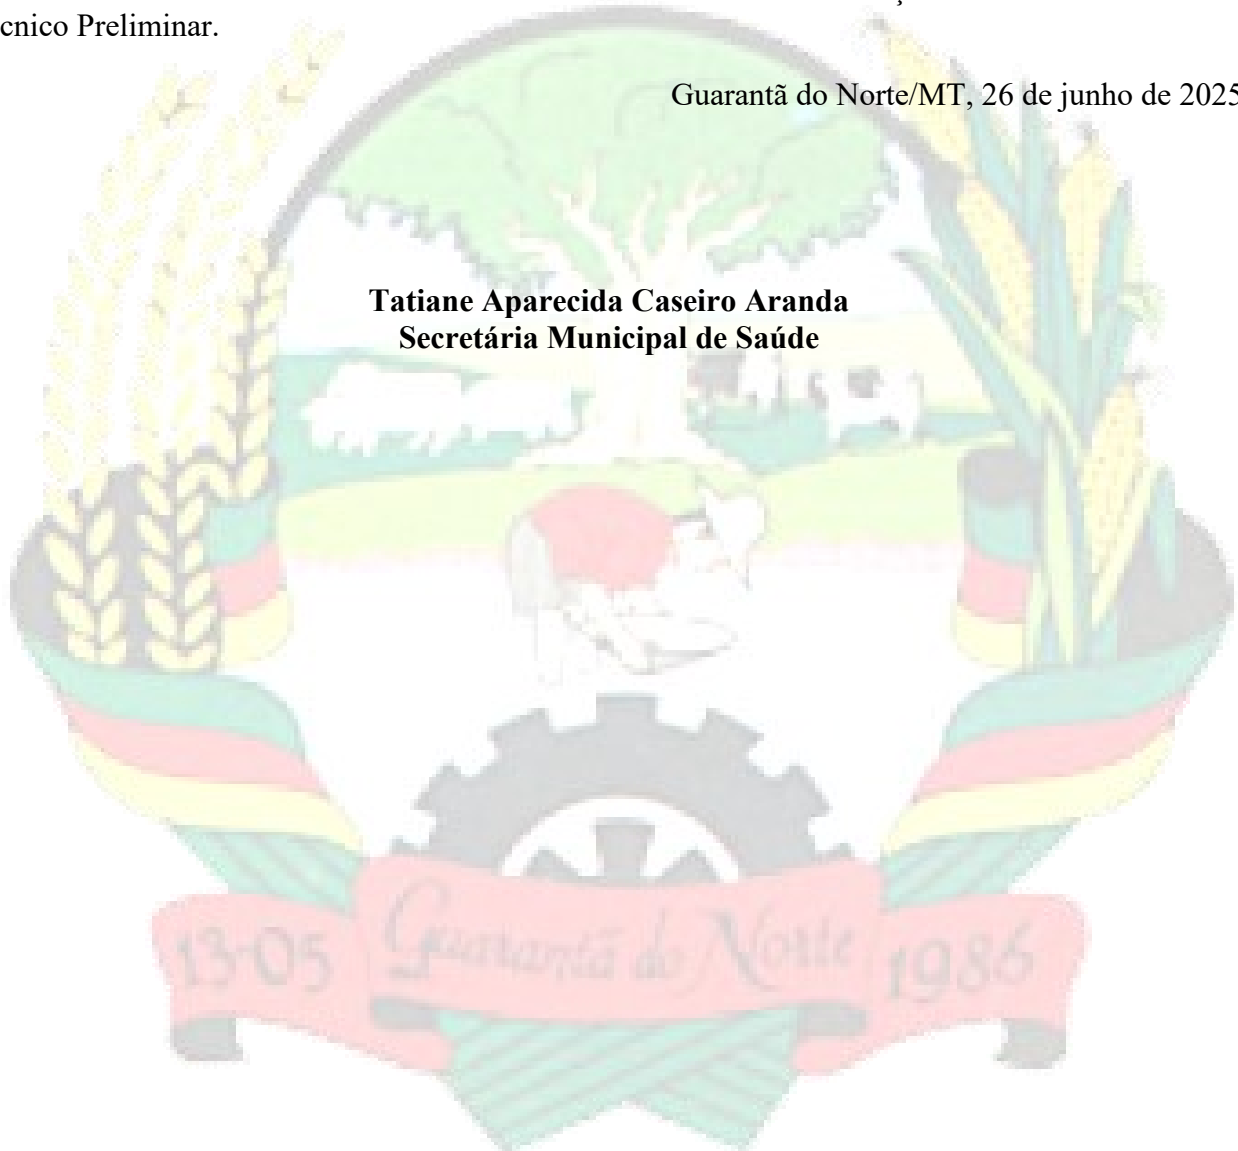 cnico Preliminar.
Guarantã do Norte/MT, 26 de junho de 2025
Tatiane Aparecida Caseiro Aranda
Secretária Municipal de Saúde
13-05 Guarantã do Norte 1986